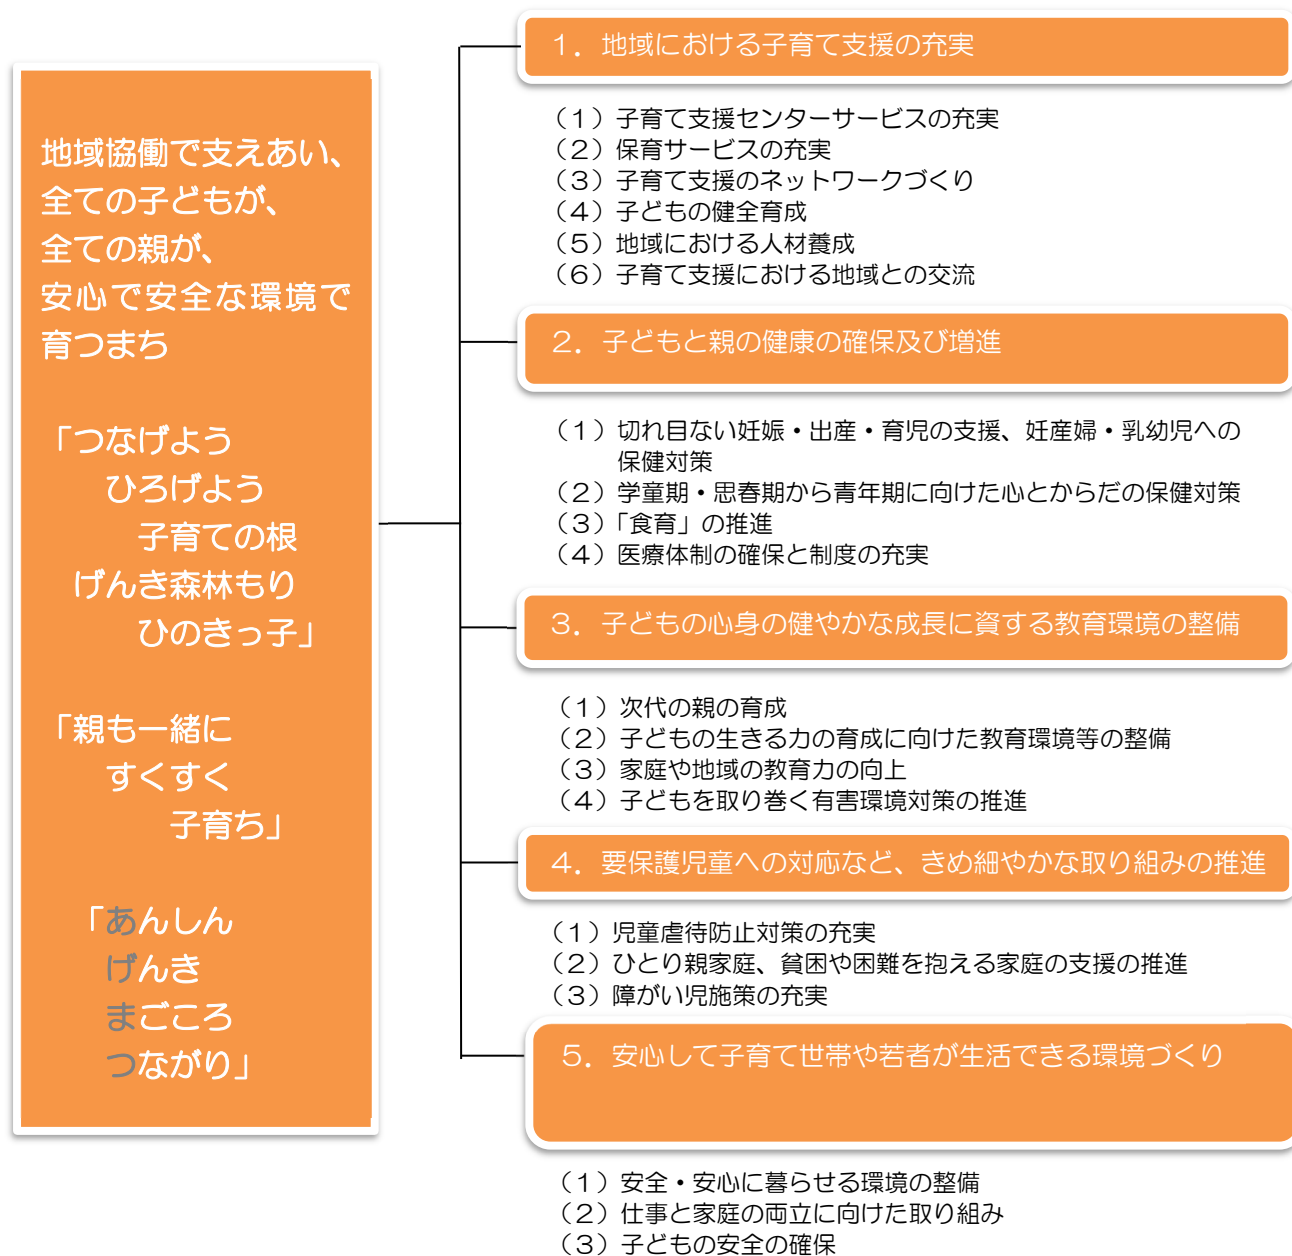 地域協働で支えあい、
全ての子どもが、
全ての親が、
安心で安全な環境で
育つまち
「つなげよう
ひろげよう
子育ての根
げんき森林もり
ひのきっ子」
「親も一緒に
すくすく
子育ち」
「あんしん
げんき
まごころ
つながり」
１．地域における子育て支援の充実
（１）子育て支援センターサービスの充実
（２）保育サービスの充実
（３）子育て支援のネットワークづくり
（４）子どもの健全育成
（５）地域における人材養成
（６）子育て支援における地域との交流
２．子どもと親の健康の確保及び増進
（１）切れ目ない妊娠・出産・育児の支援、妊産婦・乳幼児への
保健対策
（２）学童期・思春期から青年期に向けた心とからだの保健対策
（３）「食育」の推進
（４）医療体制の確保と制度の充実
３．子どもの心身の健やかな成長に資する教育環境の整備
（１）次代の親の育成
（２）子どもの生きる力の育成に向けた教育環境等の整備
（３）家庭や地域の教育力の向上
（４）子どもを取り巻く有害環境対策の推進
４．要保護児童への対応など、きめ細やかな取り組みの推進
（１）児童虐待防止対策の充実
（２）ひとり親家庭、貧困や困難を抱える家庭の支援の推進
（３）障がい児施策の充実
５．安心して子育て世帯や若者が生活できる環境づくり
（１）安全・安心に暮らせる環境の整備
（２）仕事と家庭の両立に向けた取り組み
（３）子どもの安全の確保